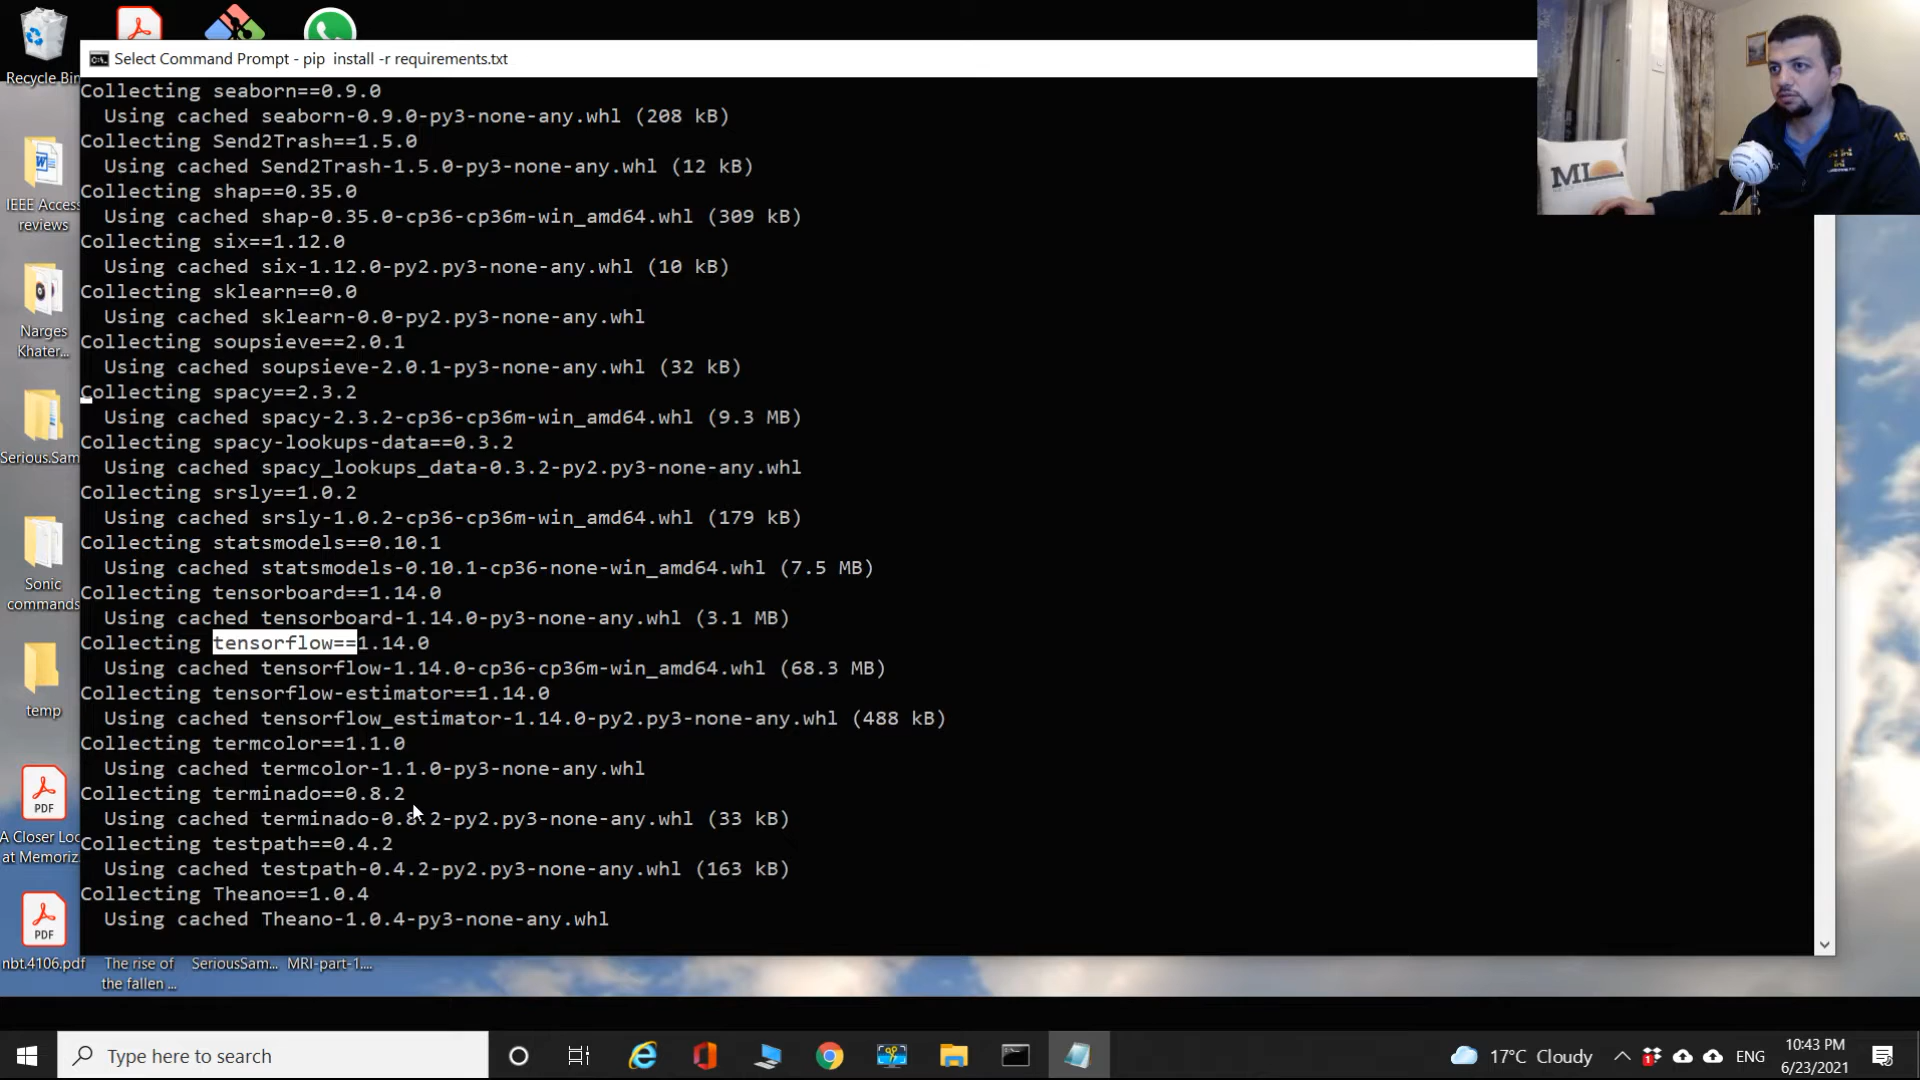 Recycle Bin
Select Command Prompt - pip  install -r requirements.txt
Collecting seaborn==0.9.0
Using cached seaborn-0.9.0-py3-none-any.whl (208 kB)
Collecting Send2Trash==1.5.0
Using cached Send2Trash-1.5.0-py3-none-any.whl (12 kB)
Collecting shap==0.35.0
Using cached shap-0.35.0-cp36-cp36m-win_amd64.whl (309 kB)
Collecting six==1.12.0
Using cached six-1.12.0-py2.py3-none-any.whl (10 kB)
Collecting sklearn==0.0
Using cached sklearn-0.0-py2.py3-none-any.whl
Collecting soupsieve==2.0.1
Using cached soupsieve-2.0.1-py3-none-any.whl (32 kB)
Collecting spacy==2.3.2
Using cached spacy-2.3.2-cp36-cp36m-win_amd64.whl (9.3 MB)
Collecting spacy-lookups-data==0.3.2
Using cached spacy_lookups_data-0.3.2-py2.py3-none-any.whl
Collecting srsly==1.0.2
Using cached srsly-1.0.2-cp36-cp36m-win_amd64.whl (179 kB)
Collecting statsmodels==0.10.1
Using cached statsmodels-0.10.1-cp36-none-win_amd64.whl (7.5 MB)
Collecting tensorboard==1.14.0
Using cached tensorboard-1.14.0-py3-none-any.whl (3.1 MB)
Collecting tensorflow==1.14.0
Using cached tensorflow-1.14.0-cp36-cp36m-win_amd64.whl (68.3 MB)
Collecting tensorflow-estimator==1.14.0
Using cached tensorflow_estimator-1.14.0-py2.py3-none-any.whl (488 kB)
Collecting termcolor==1.1.0
Using cached termcolor-1.1.0-py3-none-any.whl
Collecting terminado==0.8.2
Using cached terminado-0.8.2-py2.py3-none-any.whl (33 kB)
Collecting testpath==0.4.2
Using cached testpath-0.4.2-py2.py3-none-any.whl (163 kB)
Collecting Theano==1.0.4
Using cached Theano-1.0.4-py3-none-any.whl
IEEE Access
reviews
Narges
Khater...
Serious.Sam
Sonic
commands
temp
PDF
A Closer Loo
at Memoriz
PDF
nbt.4106.pdf
The rise of
the fallen ...
SeriousSam...
MRI-part-1....
ML
Type here to search
17°C Cloudy
ENG
10:43 PM
6/23/2021